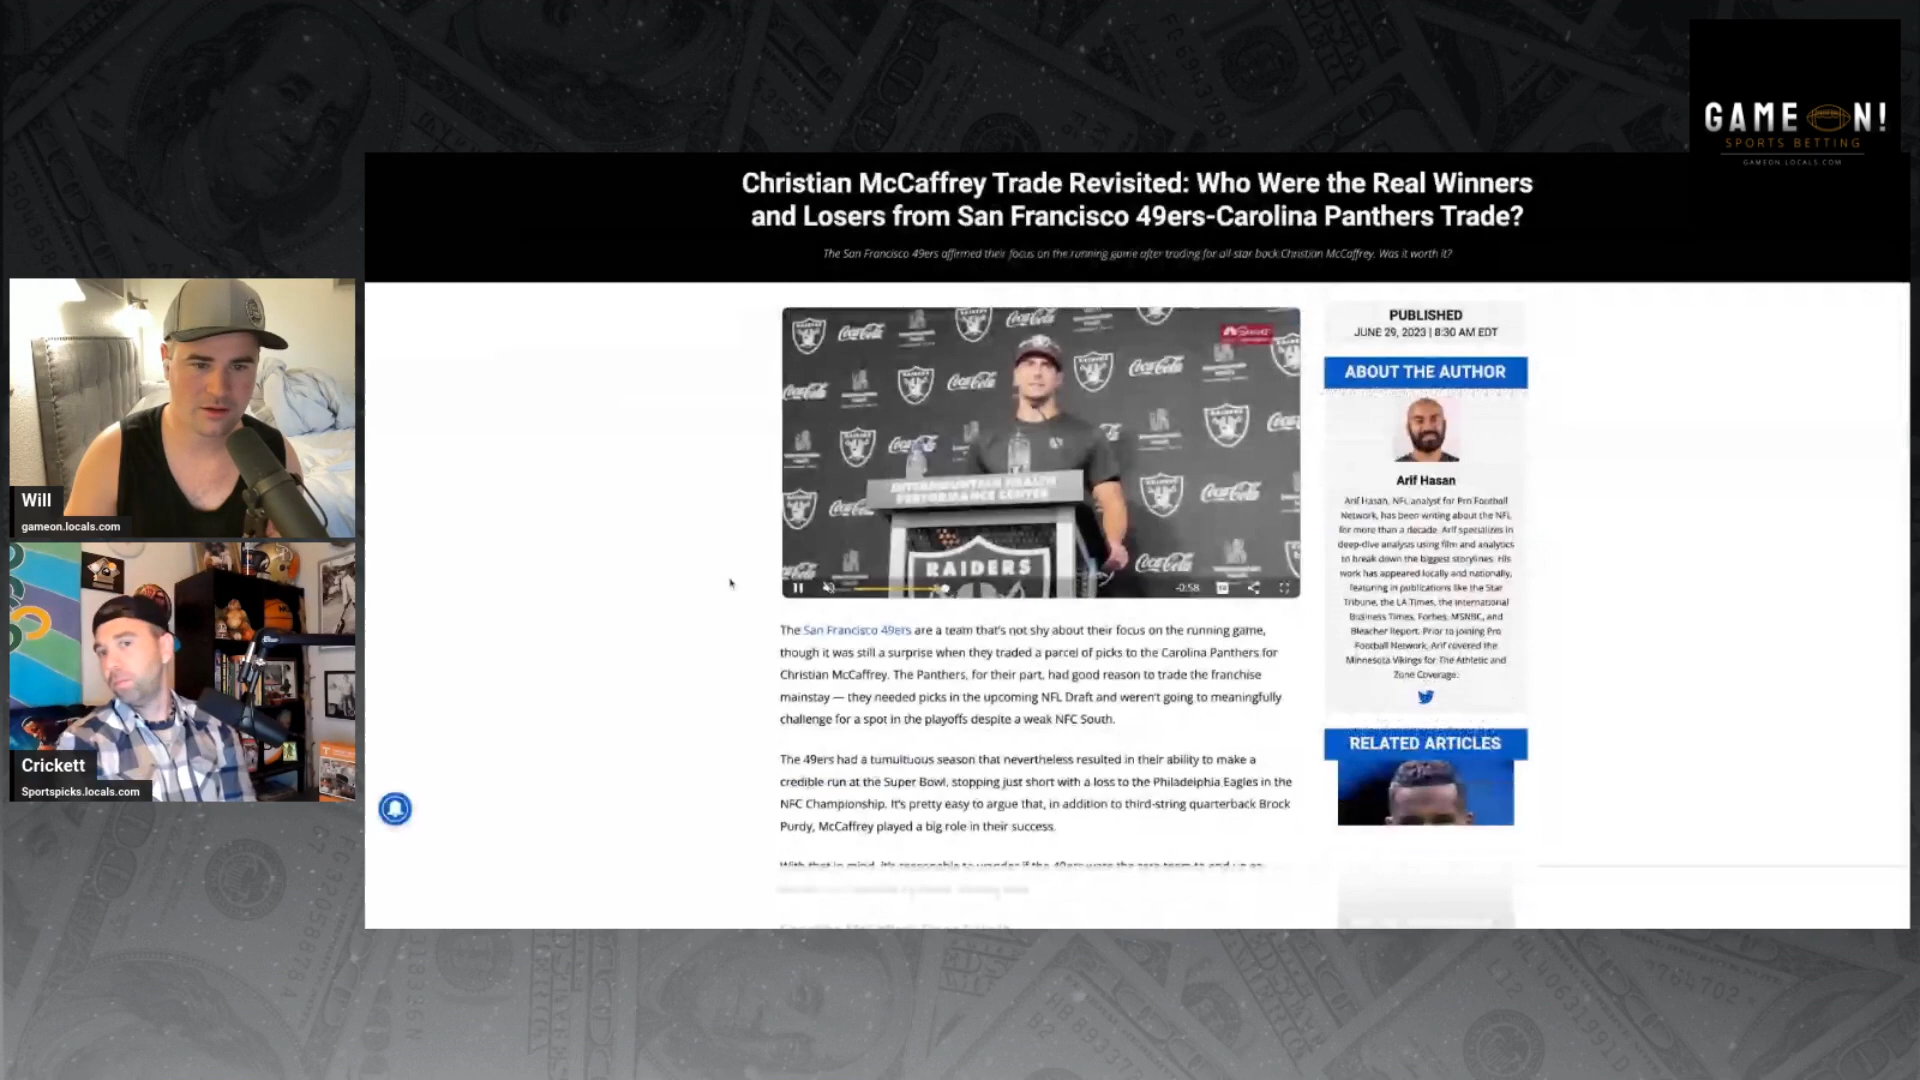 GAME ON!
SPORTS BETTING
GAMEON.LOCALS.COM
Christian McCaffrey Trade Revisited: Who Were the Real Winners
and Losers from San Francisco 49ers-Carolina Panthers Trade?
The San Francisco 49ers affirmed their focus on the running game after trading for all-star back Christian McCaffrey. Was it worth it?
Will
gameon.locals.com
Crickett
Sportspicks.locals.com
Coca-Cola
RAIDERS
INTERMOUNTAIN HEALTH
PERFORMANCE CENTER
RAIDERS
-0:58
The San Francisco 49ers are a team that's not shy about their focus on the running game,
though it was still a surprise when they traded a parcel of picks to the Carolina Panthers for
Christian McCaffrey. The Panthers, for their part, had good reason to trade the franchise
mainstay — they needed picks in the upcoming NFL Draft and weren't going to meaningfully
challenge for a spot in the playoffs despite a weak NFC South.
The 49ers had a tumultuous season that nevertheless resulted in their ability to make a
credible run at the Super Bowl, stopping just short with a loss to the Philadelphia Eagles in the
NFC Championship. It's pretty easy to argue that, in addition to third-string quarterback Brock
Purdy, McCaffrey played a big role in their success.
PUBLISHED
JUNE 29, 2023 | 8:30 AM EDT
ABOUT THE AUTHOR
Arif Hasan
Arif Hasan, NFL analyst for Pro Football
Network, has been writing about the NFL
for more than a decade. Arif specializes in
deep-dive analysis using film and analytics
to break down the biggest storylines. His
work has appeared locally and nationally,
featuring in publications like the Star
Tribune, the LA Times, the International
Business Times, Forbes, MSNBC, and
Bleacher Report. Prior to joining Pro
Football Network, Arif covered the
Minnesota Vikings for The Athletic and
Zone Coverage.
RELATED ARTICLES